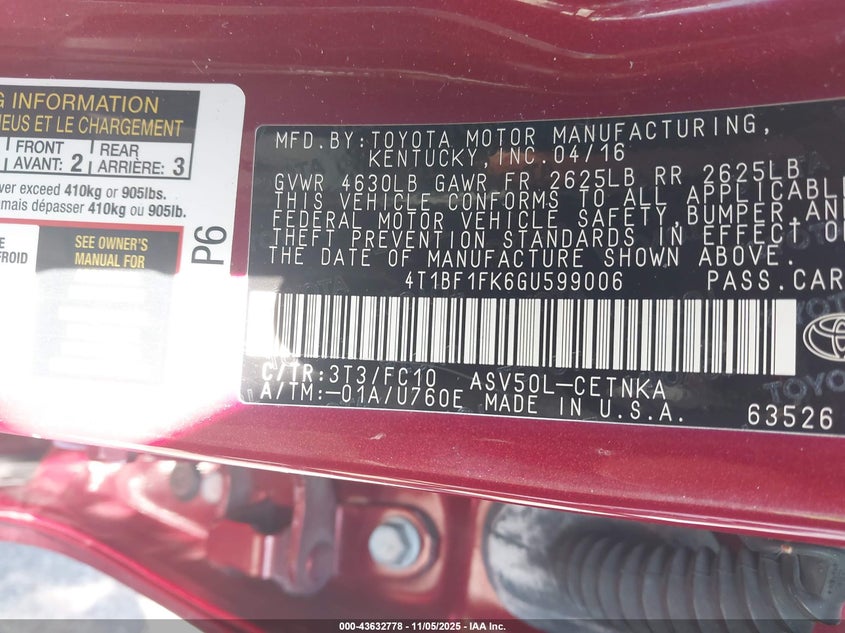 G INFORMATION
EUS ET LE CHARGEMENT
FRONT
AVANT: 2
REAR
ARRIÈRE: 3
ver exceed 410kg or 905lbs.
mais dépasser 410kg ou 905lb.
E
FROID
SEE OWNER'S
MANUAL FOR
P6
MFD.BY:TOYOTA MOTOR MANUFACTURING,
KENTUCKY, INC.04/16
GVWR 4630LB GAWR FR 2625LB RR 2625LB
THIS VEHICLE CONFORMS TO ALL APPLICABLE
FEDERAL MOTOR VEHICLE SAFETY, BUMPER, AN
THEFT PREVENTION STANDARDS IN EFFECT O
THE DATE OF MANUFACTURE SHOWN ABOVE.
4T1BF1FK6GU599006 PASS.CAR
C/TR:3T3/FC10 ASV50L-CETNKA
A/TM:-01A/U760E MADE IN U.S.A.
63526
TOYOTA
000-43632778 - 11/05/2025 - IAA Inc.